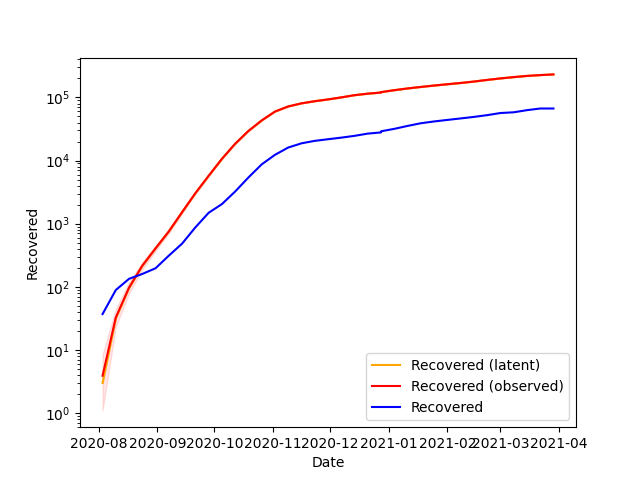 Recovered
10^5
10^4
10^3
10^2
10^1
10^0
Recovered (latent)
Recovered (observed)
Recovered
2020-08 2020-09 2020-10 2020-11 2020-12 2021-01 2021-02 2021-03 2021-04
Date